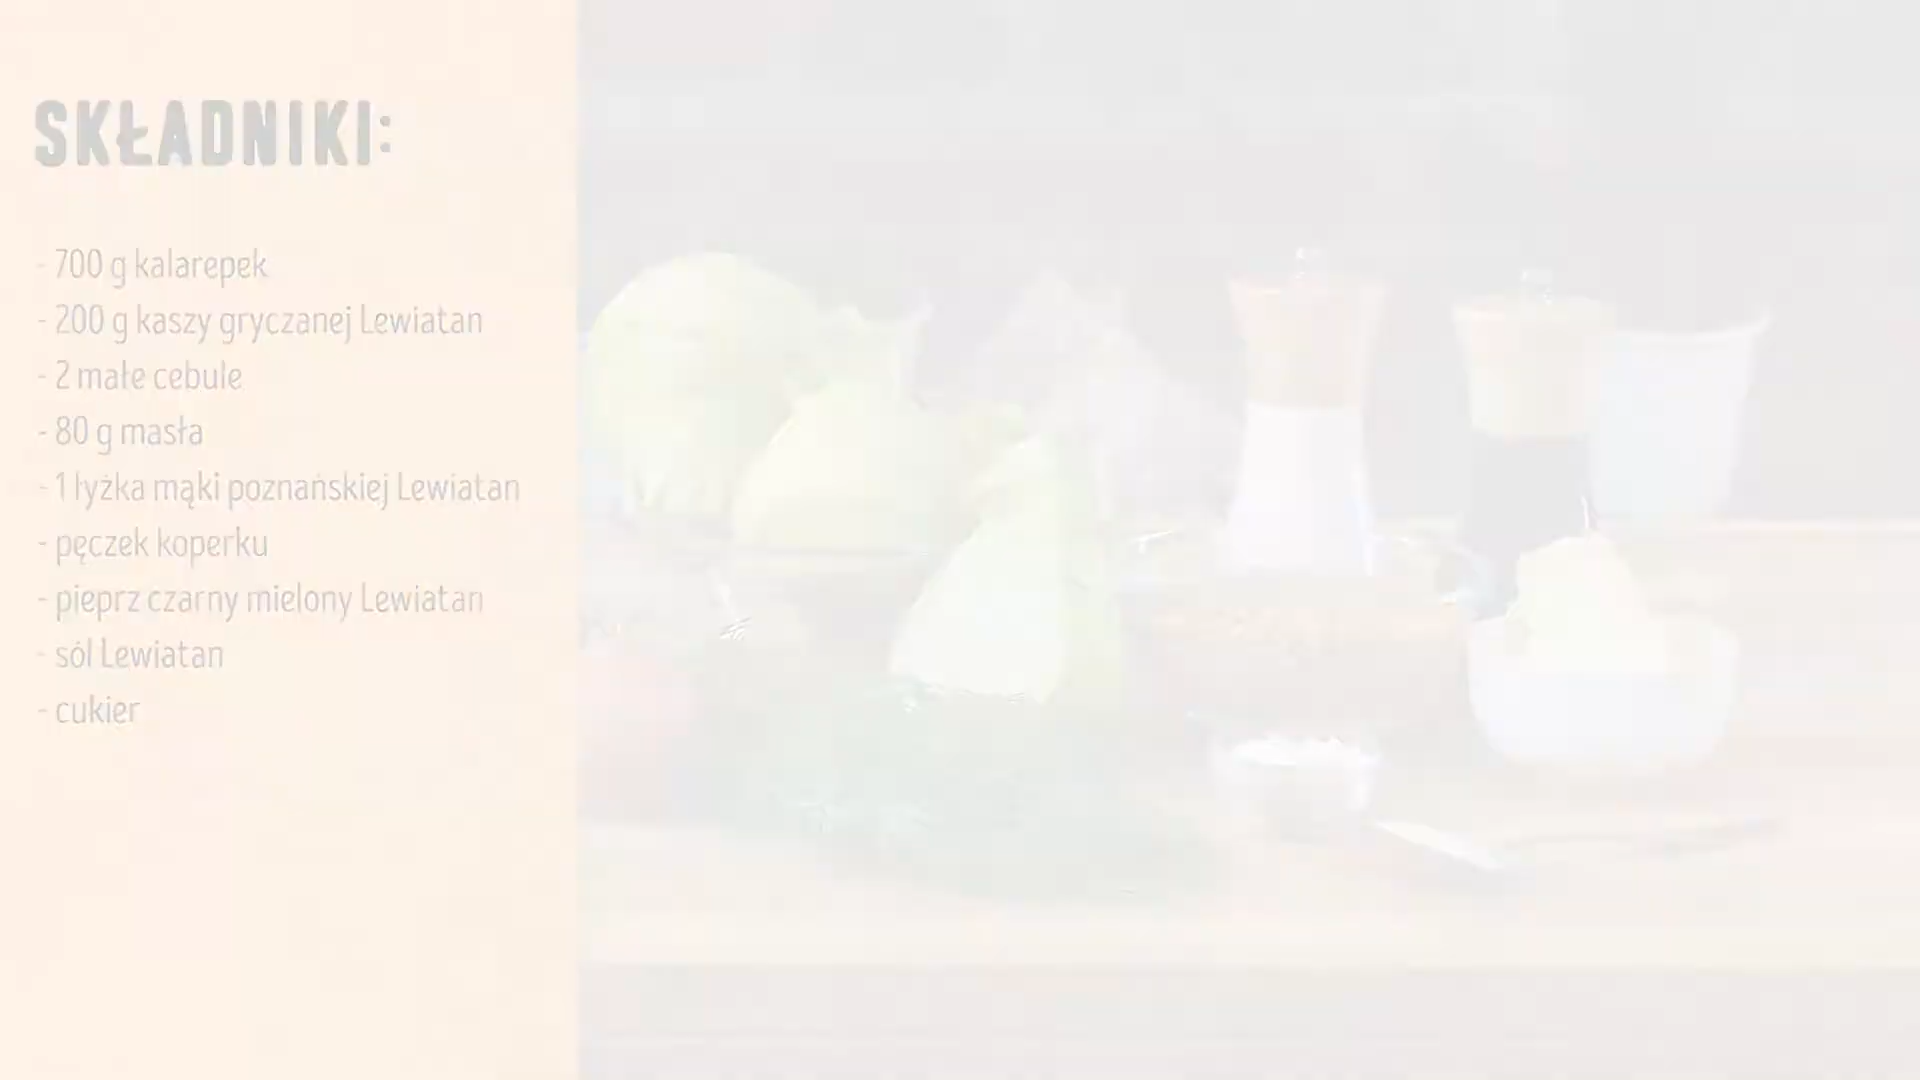 SKŁADNIKI:
- 700 g kalarepek
- 200 g kaszy gryczanej Lewiatan
- 2 małe cebule
- 80 g masła
- 1 łyżka mąki poznańskiej Lewiatan
- pęczek koperku
- pieprz czarny mielony Lewiatan
- sól Lewiatan
- cukier